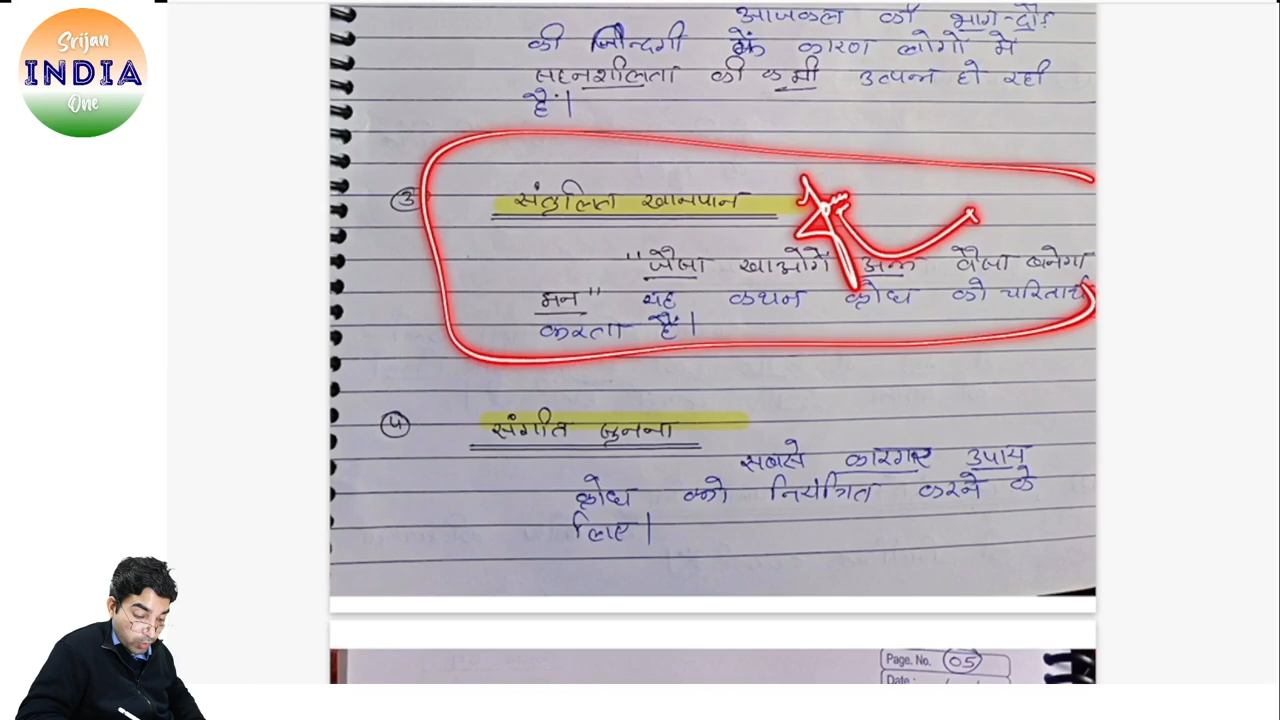 Srijan
INDIA
One
आजकल की भाग-दौड़
की जिन्दगी के कारण लोगों में
सहनशीलता की कमी उत्पन्न हो रही
है।
③ संतुलित खानपान
"जैसा खाओगे अन्न वैसा बनेगा
मन" यह कथन क्रोध को चरितार्थ
करता है।
④ संगीत सुनना
सबसे कारगर उपाय
क्रोध को नियंत्रित करने के
लिए।
Page. No. 05
Date :